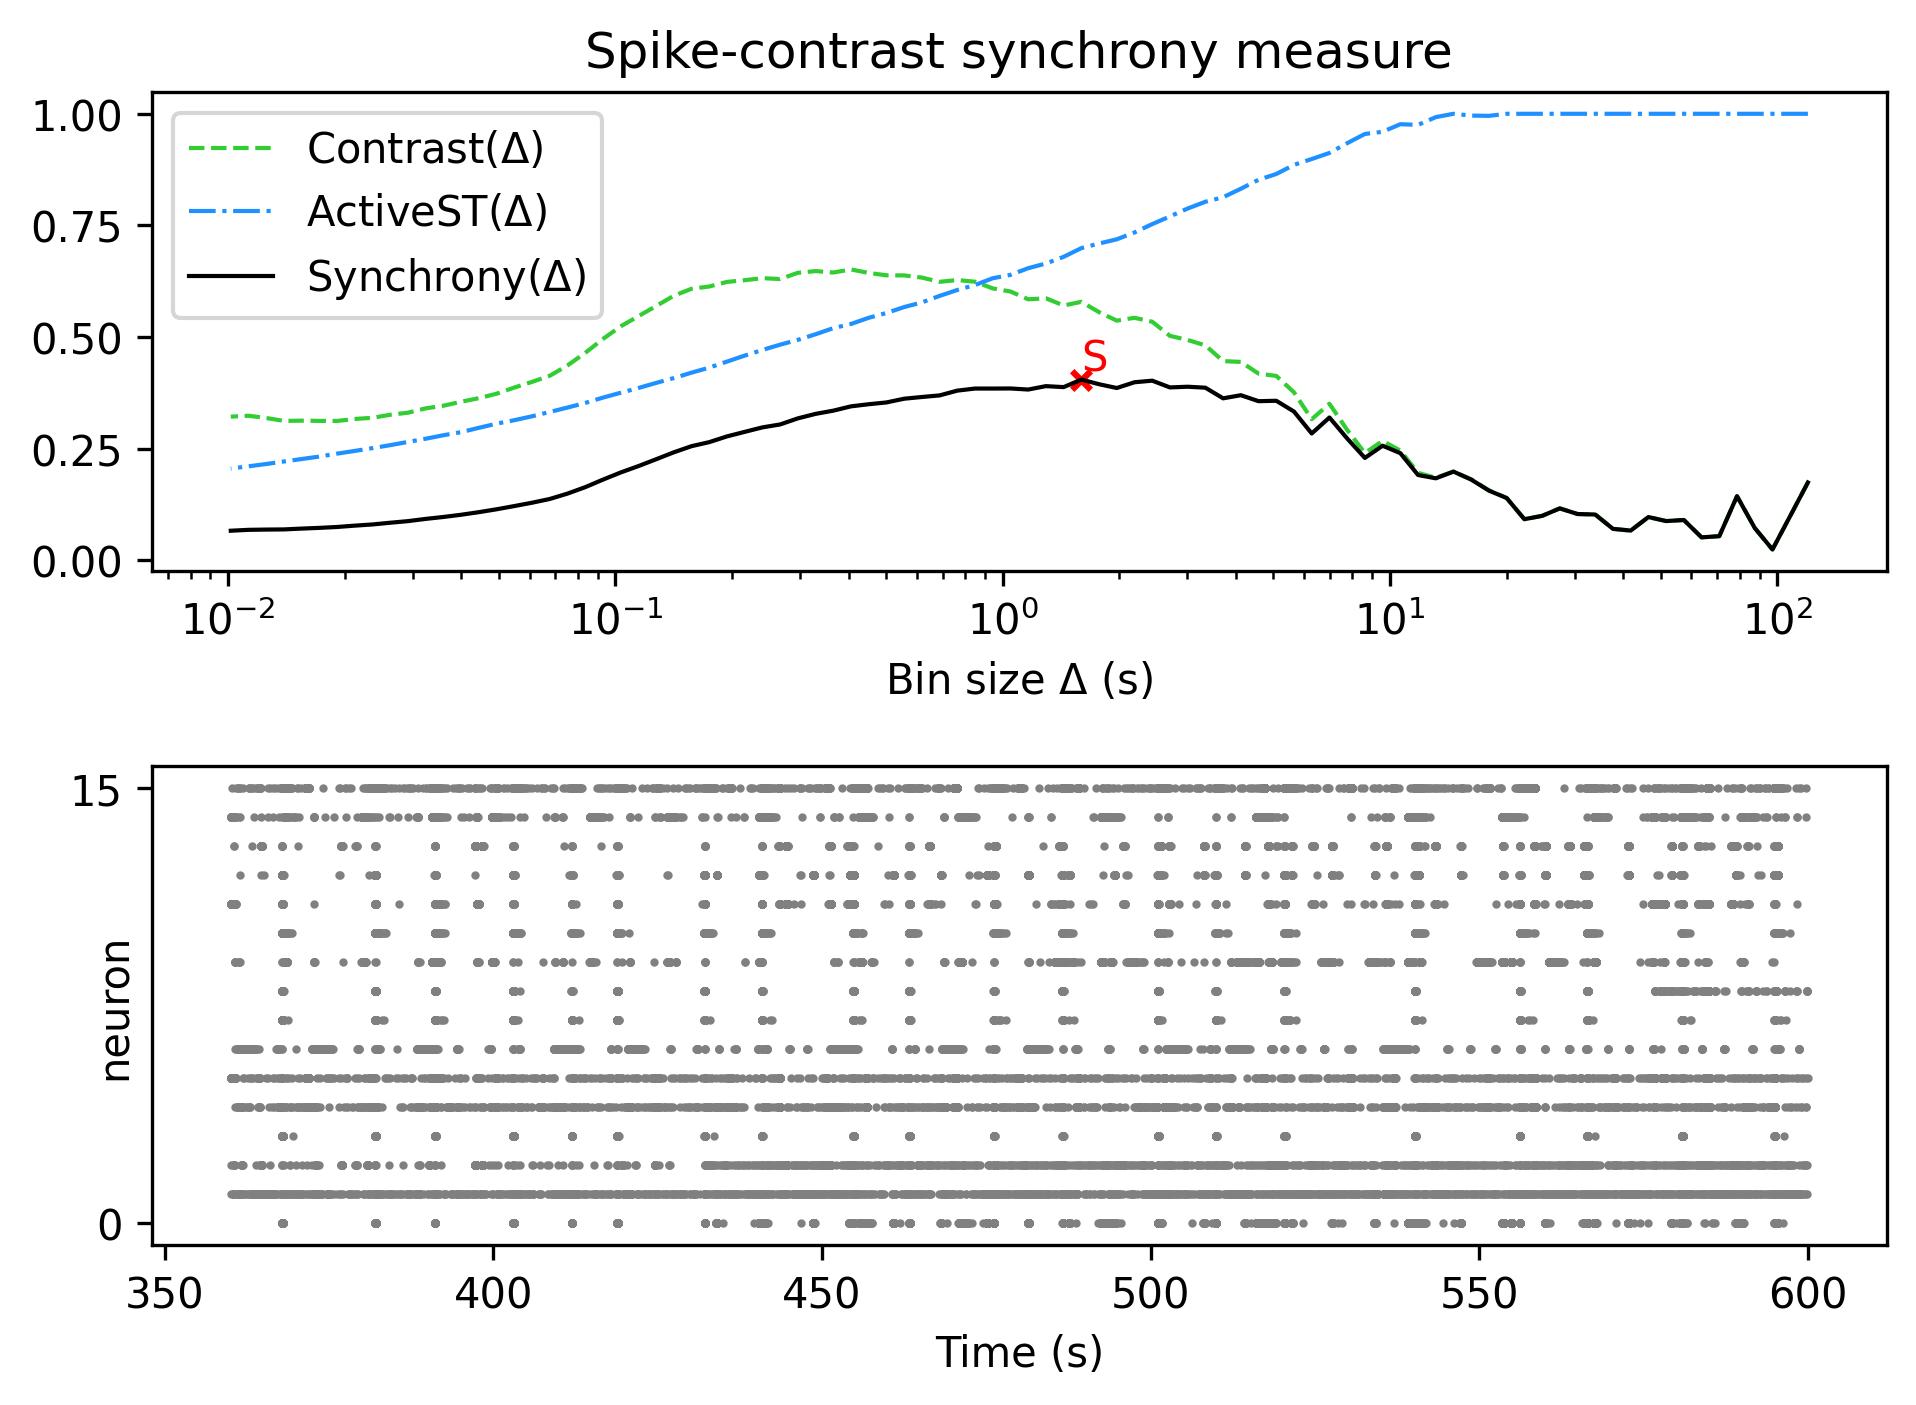 Spike-contrast synchrony measure
1.00
0.75
0.50
0.25
0.00
Contrast(Δ)
ActiveST(Δ)
Synchrony(Δ)
S
10⁻² 10⁻¹ 10⁰ 10¹ 10²
Bin size Δ (s)
15
0
neuron
350 400 450 500 550 600
Time (s)